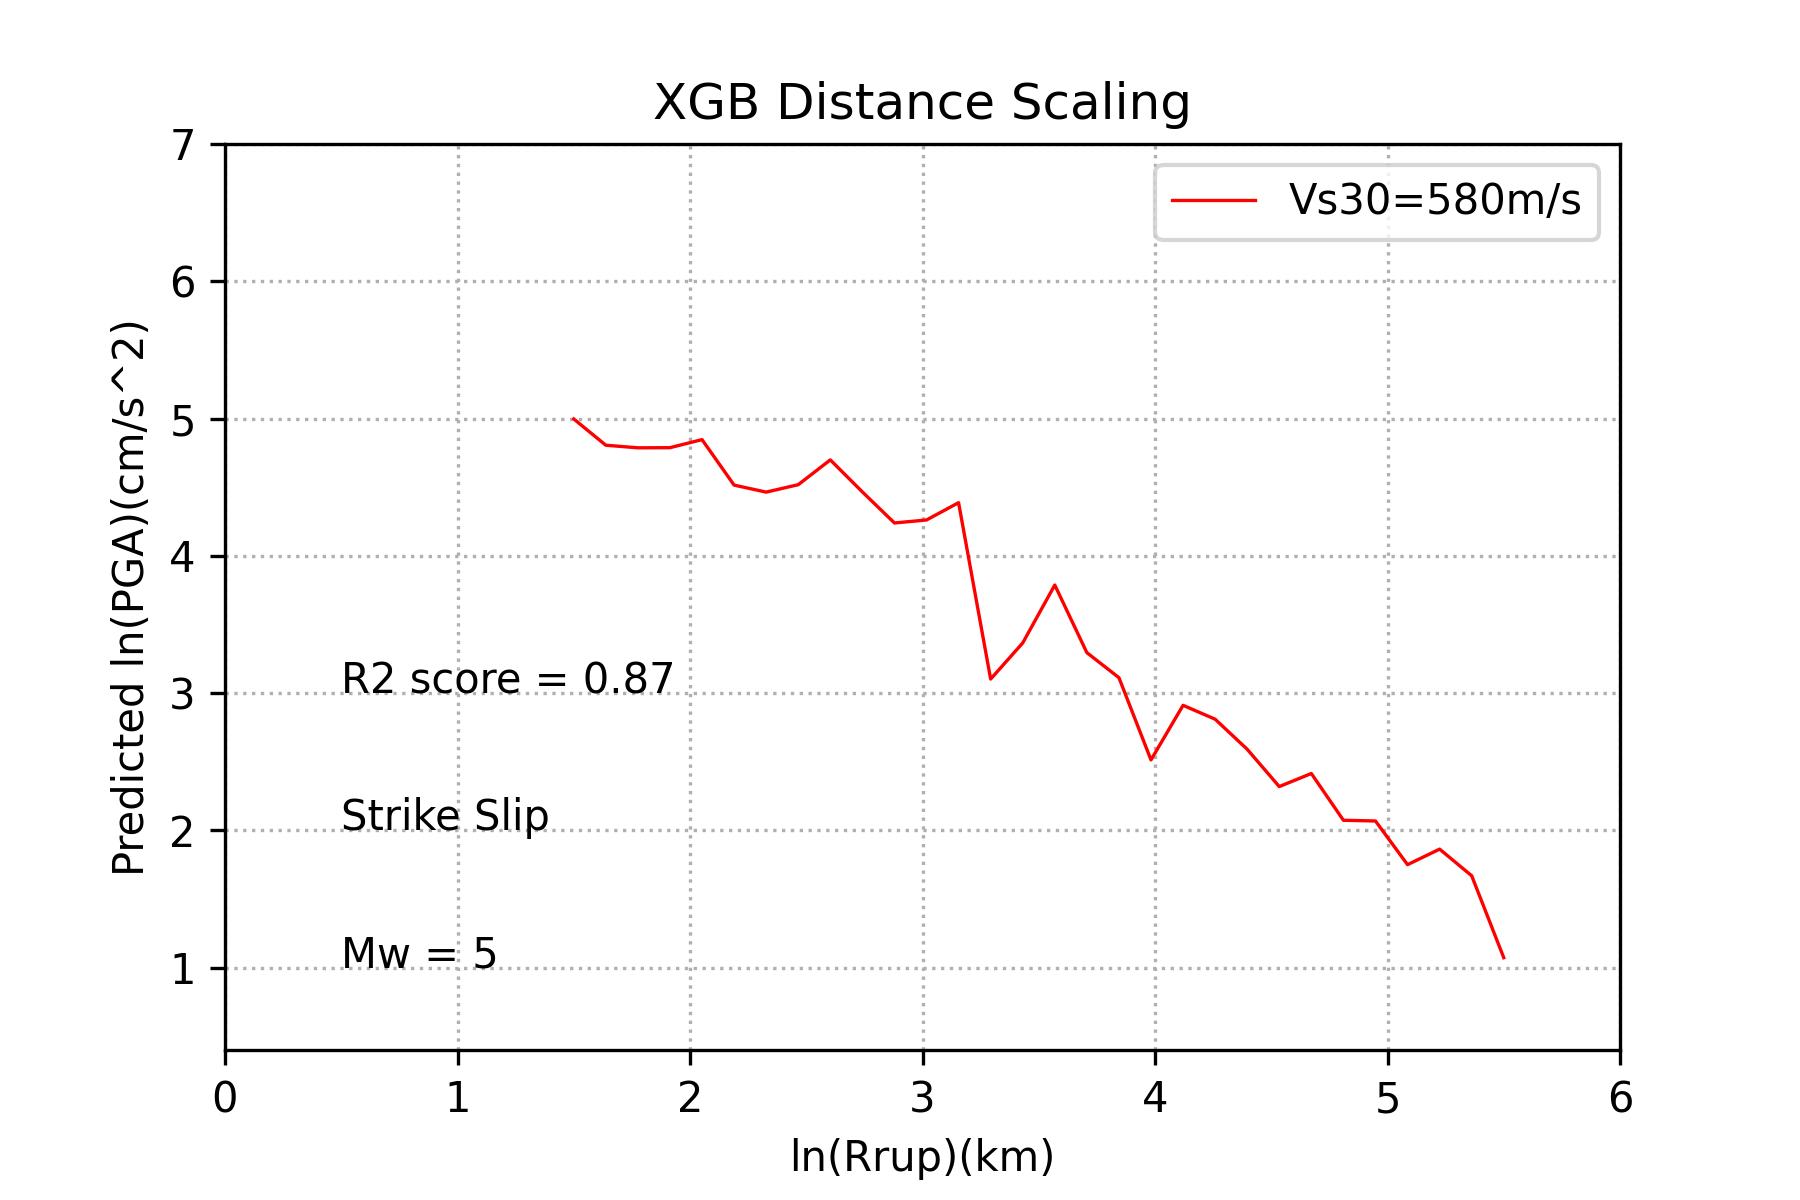 XGB Distance Scaling
7
6
5
4
3
2
1
Predicted ln(PGA)(cm/s^2)
Vs30=580m/s
R2 score = 0.87
Strike Slip
Mw = 5
0 1 2 3 4 5 6
ln(Rrup)(km)